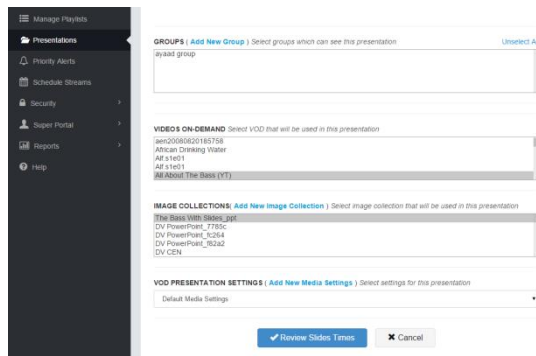 Manage Playlists
Presentations
Priority Alerts
Schedule Streams
Security
Super Portal
Reports
Help
GROUPS ( Add New Group ) Select groups which can see this presentation
Unselect A
ayaad group
VIDEOS ON-DEMAND Select VOD that will be used in this presentation
aen20080820185758
African Drinking Water
Alf.s1e01
Alf.s1e01
All About The Bass (YT)
IMAGE COLLECTIONS( Add New Image Collection ) Select image collection that will be used in this presentation
The Bass With Slides_ppt
DV PowerPoint_7785c
DV PowerPoint_fc264
DV PowerPoint_f62a2
DV CEN
VOD PRESENTATION SETTINGS ( Add New Media Settings ) Select settings for this presentation
Default Media Settings
Review Slides Times
Cancel